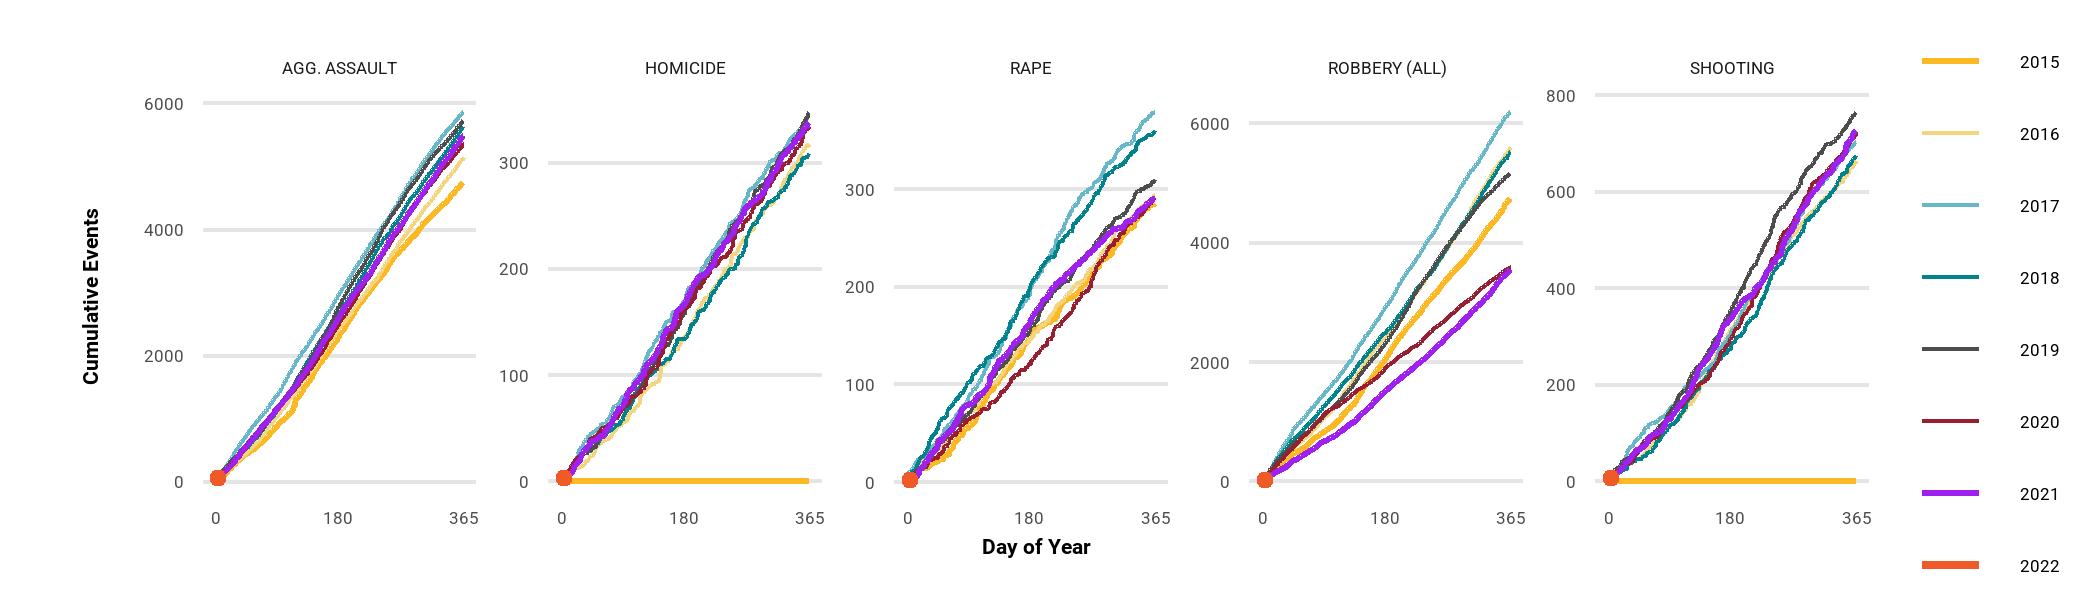 AGG. ASSAULT
HOMICIDE
RAPE
ROBBERY (ALL)
SHOOTING
Cumulative Events
6000
4000
2000
0
0 180 365
300
200
100
0
0 180 365
300
200
100
0
0 180 365
6000
4000
2000
0
0 180 365
800
600
400
200
0
0 180 365
Day of Year
2015
2016
2017
2018
2019
2020
2021
2022